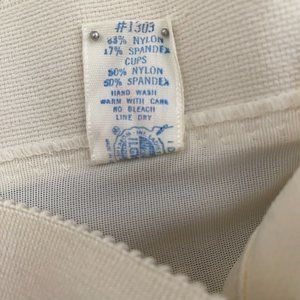 #1303
83% NYLON
17% SPANDEX
CUPS
50% NYLON
50% SPANDEX
HAND WASH
WARM WITH CARE
NO BLEACH
LINE DRY